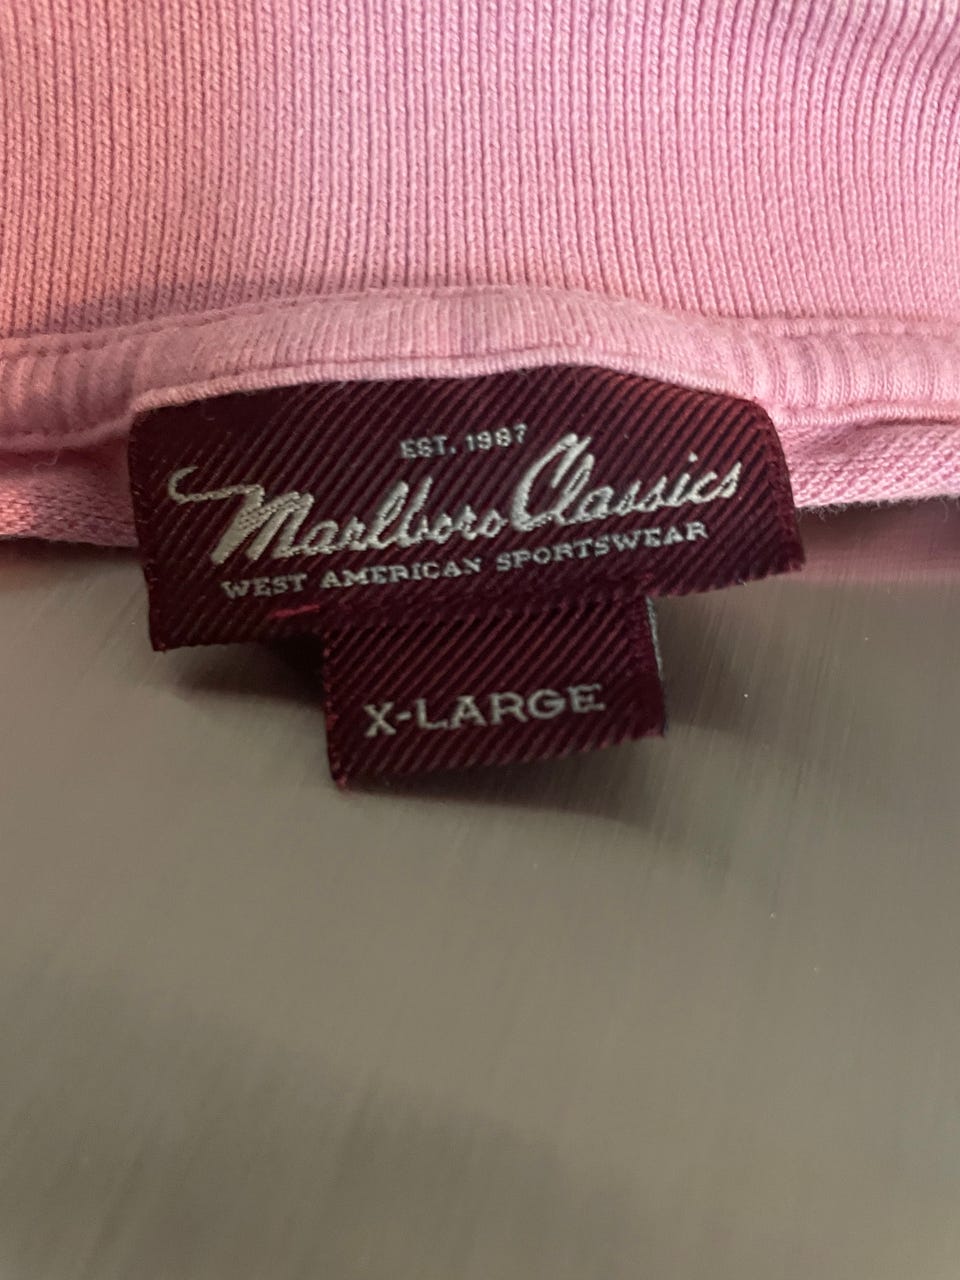 EST. 1987
Marlboro Classics
WEST AMERICAN SPORTSWEAR
X-LARGE